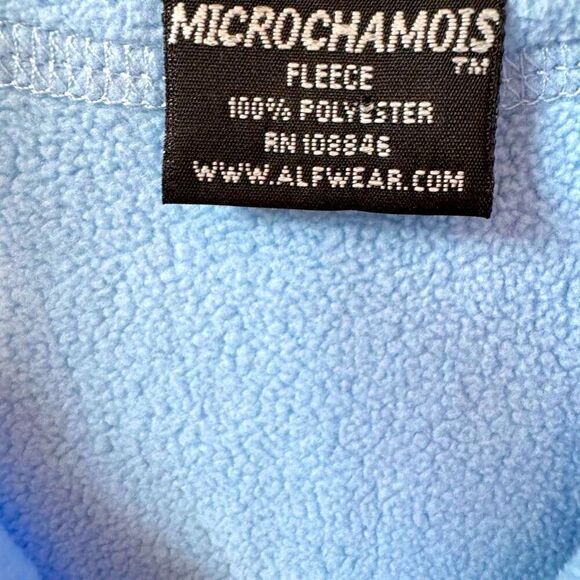 MICROCHAMOIS
™
FLEECE
100% POLYESTER
RN 108846
WWW.ALFWEAR.COM